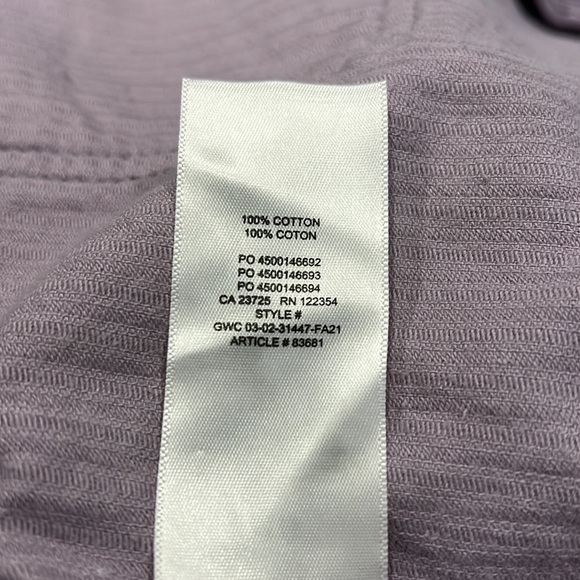 100% COTTON
100% COTON
PO 4500146692
PO 4500146693
PO 4500146694
CA 23725 RN 122354
STYLE #
GWC 03-02-31447-FA21
ARTICLE # 83681